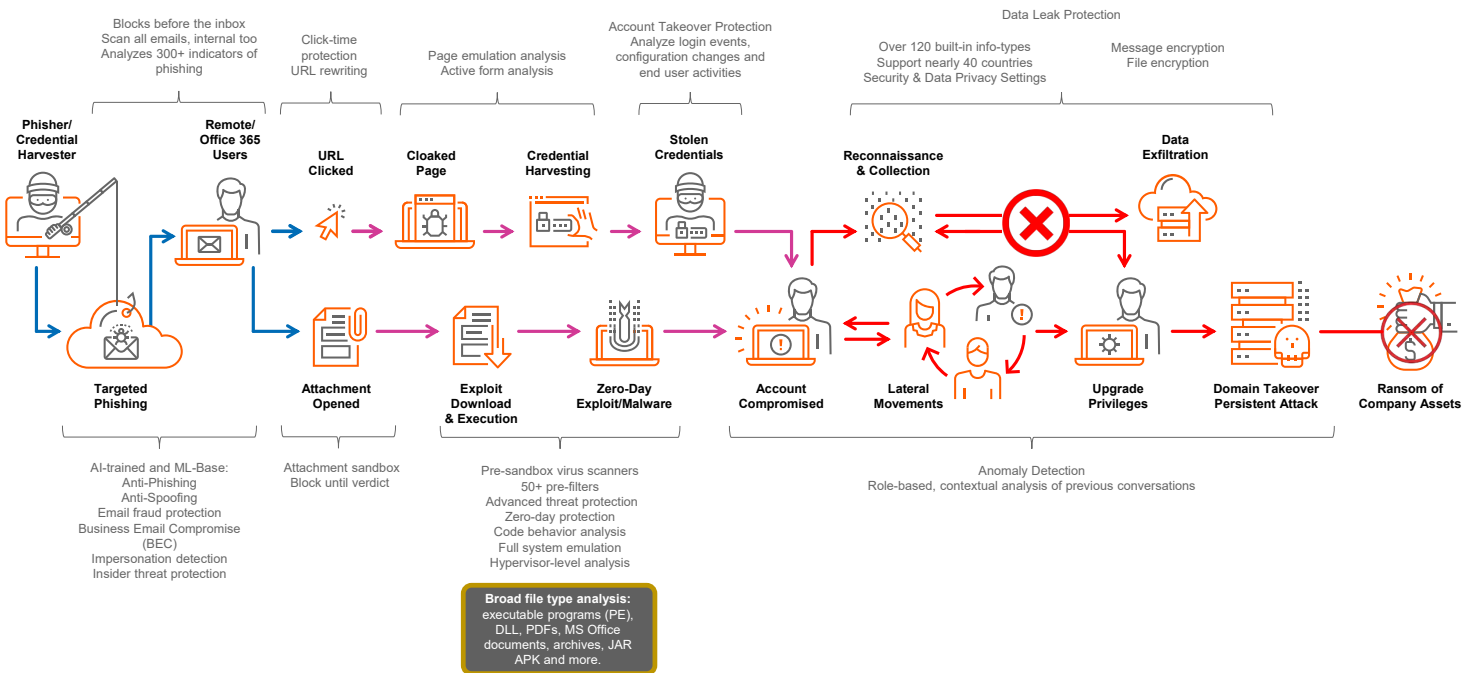 Blocks before the inbox
Scan all emails, internal too
Analyzes 300+ indicators of
phishing
Click-time
protection
URL rewriting
Page emulation analysis
Active form analysis
Account Takeover Protection
Analyze login events,
configuration changes and
end user activities
Data Leak Protection
Over 120 built-in info-types
Support nearly 40 countries
Security & Data Privacy Settings
Message encryption
File encryption
Phisher/
Credential
Harvester
Remote/
Office 365
Users
URL
Clicked
Cloaked
Page
Credential
Harvesting
Stolen
Credentials
Reconnaissance
& Collection
Data
Exfiltration
Targeted
Phishing
Attachment
Opened
Exploit
Download
& Execution
Zero-Day
Exploit/Malware
Account
Compromised
Lateral
Movements
Upgrade
Privileges
Domain Takeover
Persistent Attack
Ransom of
Company Assets
AI-trained and ML-Base:
Anti-Phishing
Anti-Spoofing
Email fraud protection
Business Email Compromise
(BEC)
Impersonation detection
Insider threat protection
Attachment sandbox
Block until verdict
Pre-sandbox virus scanners
50+ pre-filters
Advanced threat protection
Zero-day protection
Code behavior analysis
Full system emulation
Hypervisor-level analysis
Anomaly Detection
Role-based, contextual analysis of previous conversations
Broad file type analysis:
executable programs (PE),
DLL, PDFs, MS Office
documents, archives, JAR
APK and more.